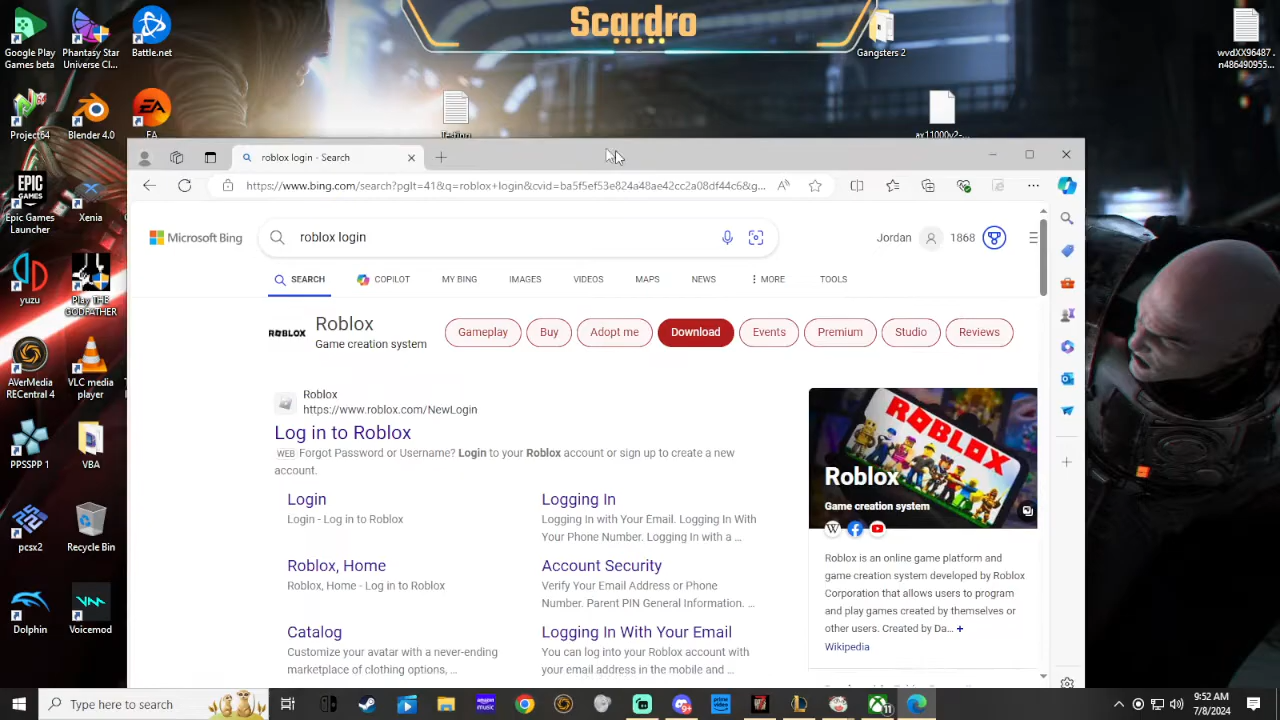 Scardro
Google Play
Games beta
Phantasy Star
Universe Cl...
Battle.net
Gangsters 2
wvdXX96487...
n486490955...
Project64
Blender 4.0
EA
Testing
ax11000v2-...
roblox login - Search
https://www.bing.com/search?pglt=41&q=roblox+login&cvid=ba5f5ef53e824a48ae42cc2a08df44c6&g...
Epic Games
Launcher
Xenia
Microsoft Bing
roblox login
Jordan
1868
SEARCH
COPILOT
MY BING
IMAGES
VIDEOS
MAPS
NEWS
MORE
TOOLS
yuzu
Play THE
GODFATHER
ROBLOX
Roblox
Game creation system
Gameplay
Buy
Adopt me
Download
Events
Premium
Studio
Reviews
AVerMedia
RECentral 4
VLC media
player
Roblox
https://www.roblox.com/NewLogin
Log in to Roblox
WEB Forgot Password or Username? Login to your Roblox account or sign up to create a new
account.
Login
Login - Log in to Roblox
Logging In
Logging In with Your Email. Logging In With
Your Phone Number. Logging In with a ...
Roblox, Home
Roblox, Home - Log in to Roblox
Account Security
Verify Your Email Address or Phone
Number. Parent PIN General Information. ...
Catalog
Customize your avatar with a never-ending
marketplace of clothing options, ...
Logging In With Your Email
You can log into your Roblox account with
your email address in the mobile and ...
ROBLOX
Roblox
Game creation system
Roblox is an online game platform and
game creation system developed by Roblox
Corporation that allows users to program
and play games created by themselves or
other users. Created by Da... +
Wikipedia
PPSSPP 1
VBA
pcsx2
Recycle Bin
Dolphin
Voicemod
Type here to search
amazon
music
prime
video
9:52 AM
7/8/2024